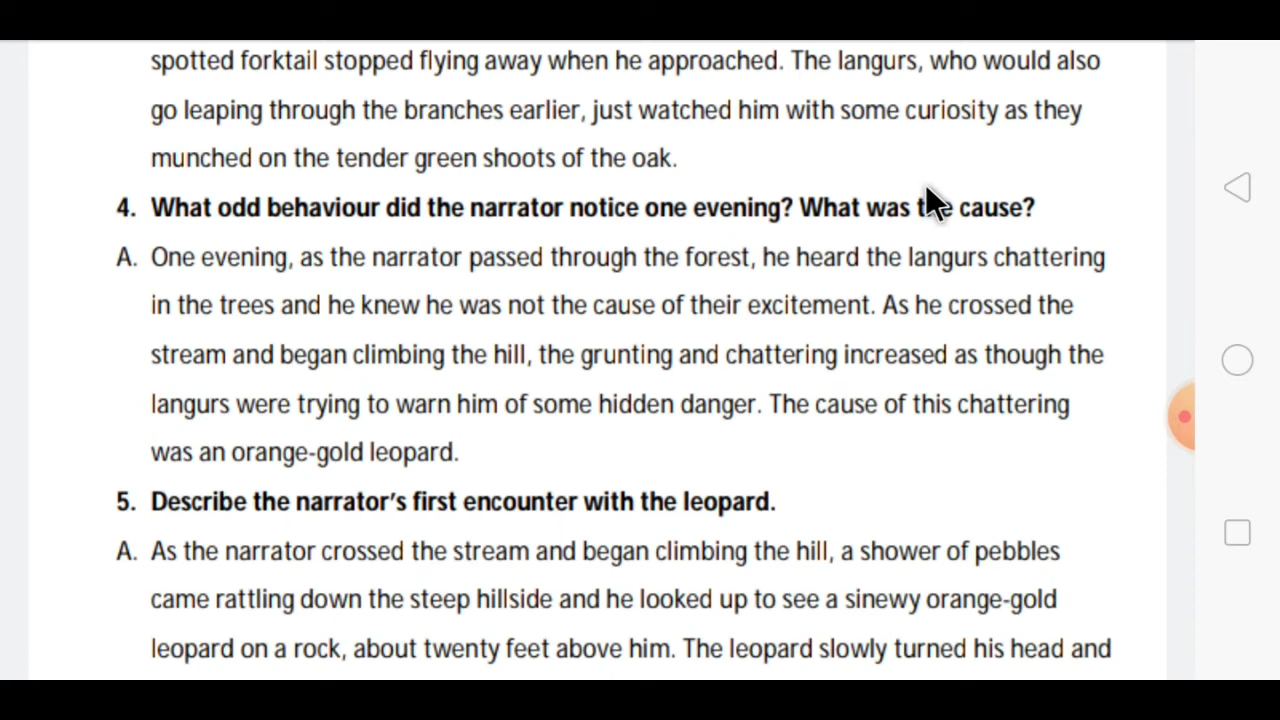 spotted forktail stopped flying away when he approached. The langurs, who would also
go leaping through the branches earlier, just watched him with some curiosity as they
munched on the tender green shoots of the oak.
4. What odd behaviour did the narrator notice one evening? What was the cause?
A. One evening, as the narrator passed through the forest, he heard the langurs chattering
in the trees and he knew he was not the cause of their excitement. As he crossed the
stream and began climbing the hill, the grunting and chattering increased as though the
langurs were trying to warn him of some hidden danger. The cause of this chattering
was an orange-gold leopard.
5. Describe the narrator’s first encounter with the leopard.
A. As the narrator crossed the stream and began climbing the hill, a shower of pebbles
came rattling down the steep hillside and he looked up to see a sinewy orange-gold
leopard on a rock, about twenty feet above him. The leopard slowly turned his head and